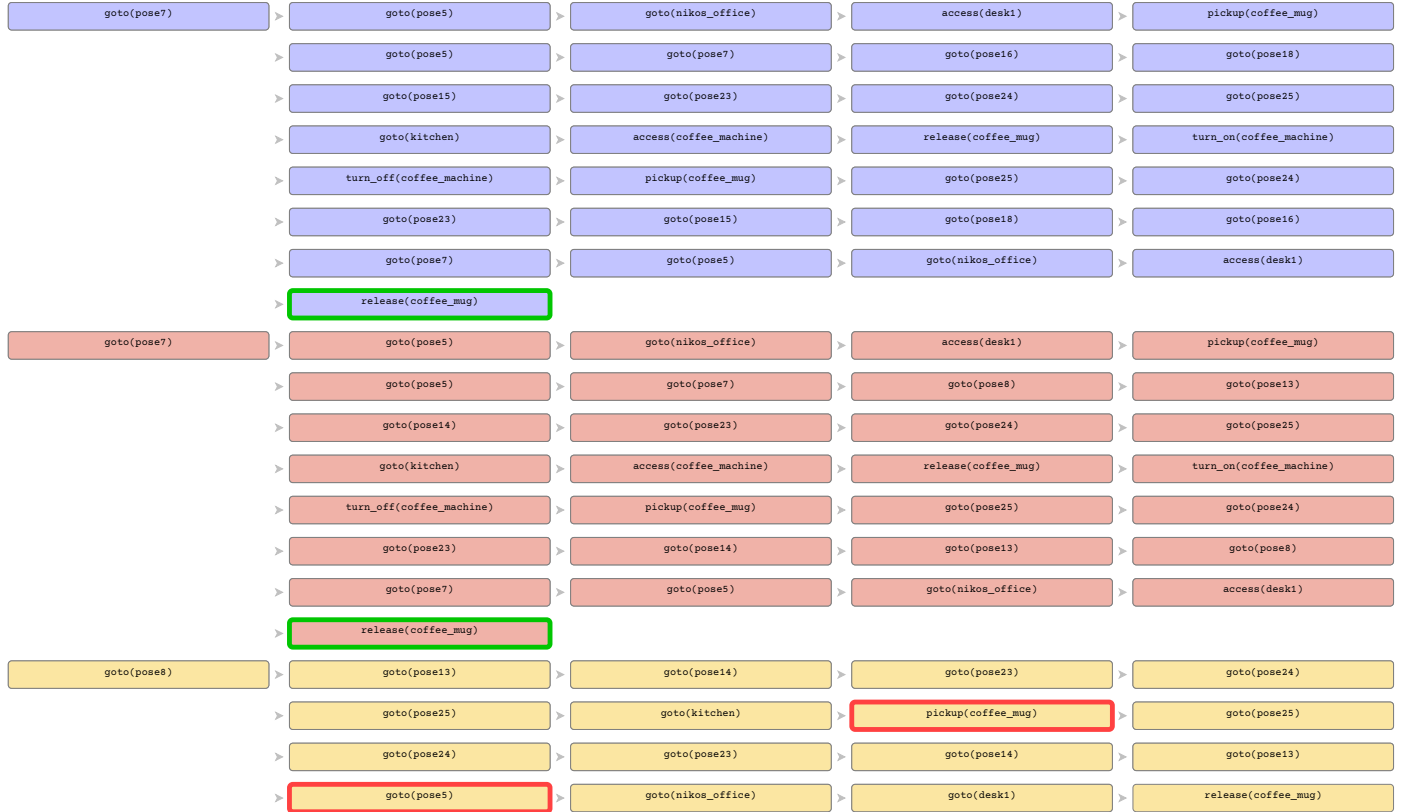 goto(pose7) goto(pose5) goto(nikos_office) access(desk1) pickup(coffee_mug)
goto(pose5) goto(pose7) goto(pose16) goto(pose18)
goto(pose15) goto(pose23) goto(pose24) goto(pose25)
goto(kitchen) access(coffee_machine) release(coffee_mug) turn_on(coffee_machine)
turn_off(coffee_machine) pickup(coffee_mug) goto(pose25) goto(pose24)
goto(pose23) goto(pose15) goto(pose18) goto(pose16)
goto(pose7) goto(pose5) goto(nikos_office) access(desk1)
release(coffee_mug)
goto(pose7) goto(pose5) goto(nikos_office) access(desk1) pickup(coffee_mug)
goto(pose5) goto(pose7) goto(pose8) goto(pose13)
goto(pose14) goto(pose23) goto(pose24) goto(pose25)
goto(kitchen) access(coffee_machine) release(coffee_mug) turn_on(coffee_machine)
turn_off(coffee_machine) pickup(coffee_mug) goto(pose25) goto(pose24)
goto(pose23) goto(pose14) goto(pose13) goto(pose8)
goto(pose7) goto(pose5) goto(nikos_office) access(desk1)
release(coffee_mug)
goto(pose8) goto(pose13) goto(pose14) goto(pose23) goto(pose24)
goto(pose25) goto(kitchen) pickup(coffee_mug) goto(pose25)
goto(pose24) goto(pose23) goto(pose14) goto(pose13)
goto(pose5) goto(nikos_office) goto(desk1) release(coffee_mug)